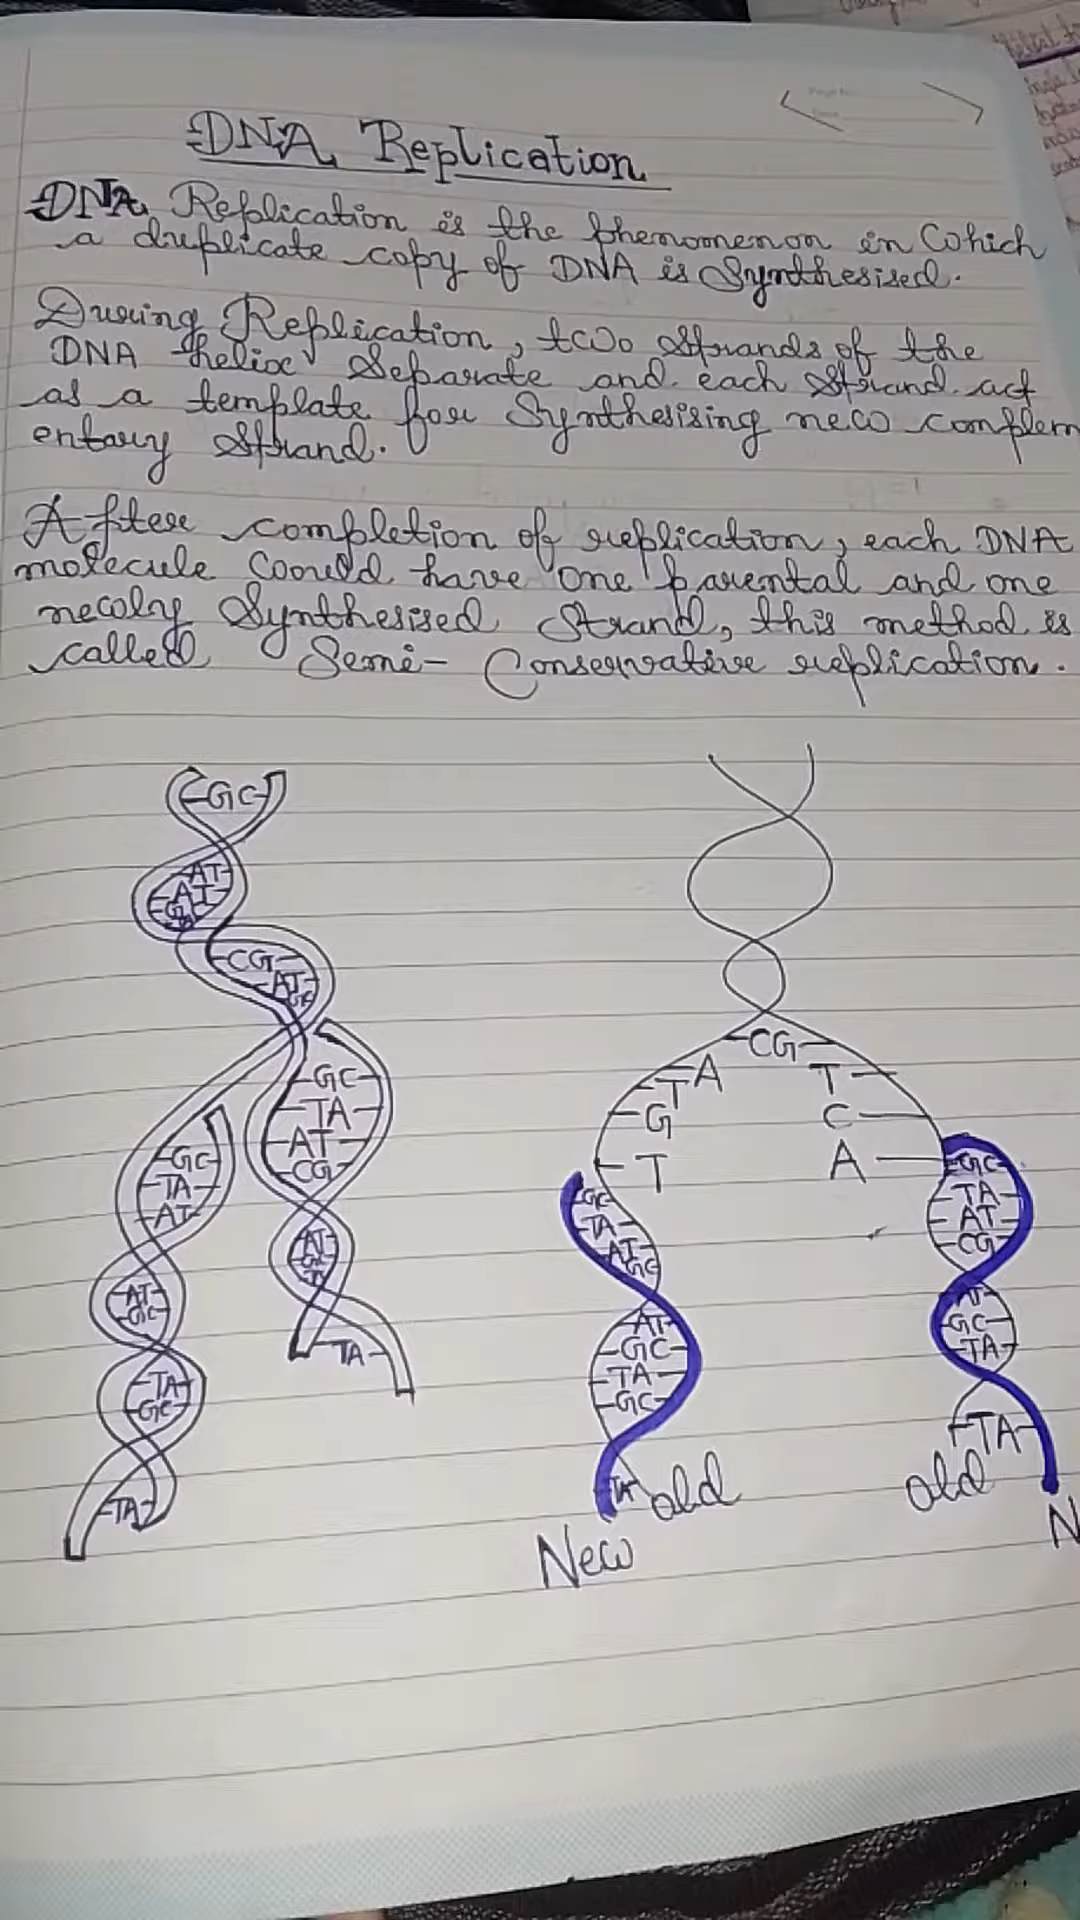 DNA Replication
DNA Replication is the phenomenon in which
a duplicate copy of DNA is Synthesised.
During Replication, two strands of the
DNA helix Separate and each strand act
as a template for Synthesising new complem
entary strand.
After completion of replication, each DNA
molecule would have one parental and one
newly Synthesised Strand, this method is
called Semi-Conservative replication.
GC
AT
AT
G
CG
AT
GC
GC
TA
AT
CG
AT
GC
TA
TA
GC
TA
AT
AT
GC
TA
GC
TA
CG
A
T
G
T
T
C
A
GC
TA
AT
GC
AT
GC
TA
GC
TA
old
New
GC
TA
AT
CG
AT
GC
TA
TA
old
N